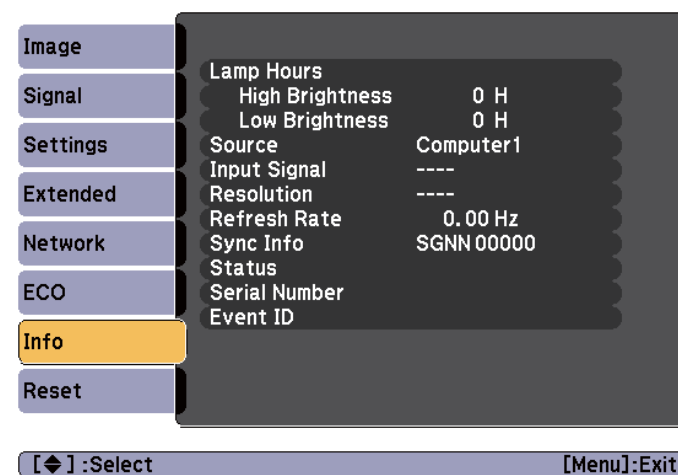 Image
Signal
Settings
Extended
Network
ECO
Info
Reset
Lamp Hours
High Brightness 0 H
Low Brightness 0 H
Source Computer1
Input Signal ----
Resolution ----
Refresh Rate 0.00 Hz
Sync Info SGNN 00000
Status
Serial Number
Event ID
[◆] :Select [Menu]:Exit